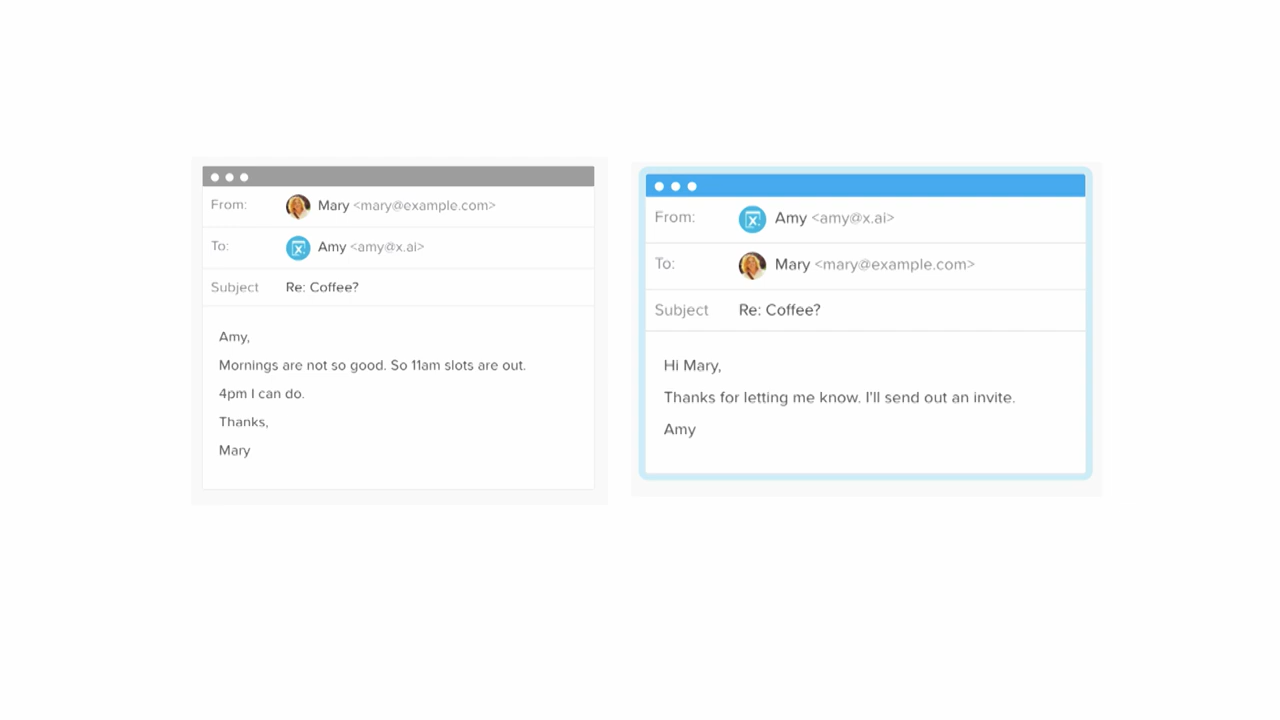 From: Mary <mary@example.com>
To: Amy <amy@x.ai>
Subject Re: Coffee?
Amy,
Mornings are not so good. So 11am slots are out.
4pm I can do.
Thanks,
Mary
From: Amy <amy@x.ai>
To: Mary <mary@example.com>
Subject Re: Coffee?
Hi Mary,
Thanks for letting me know. I'll send out an invite.
Amy